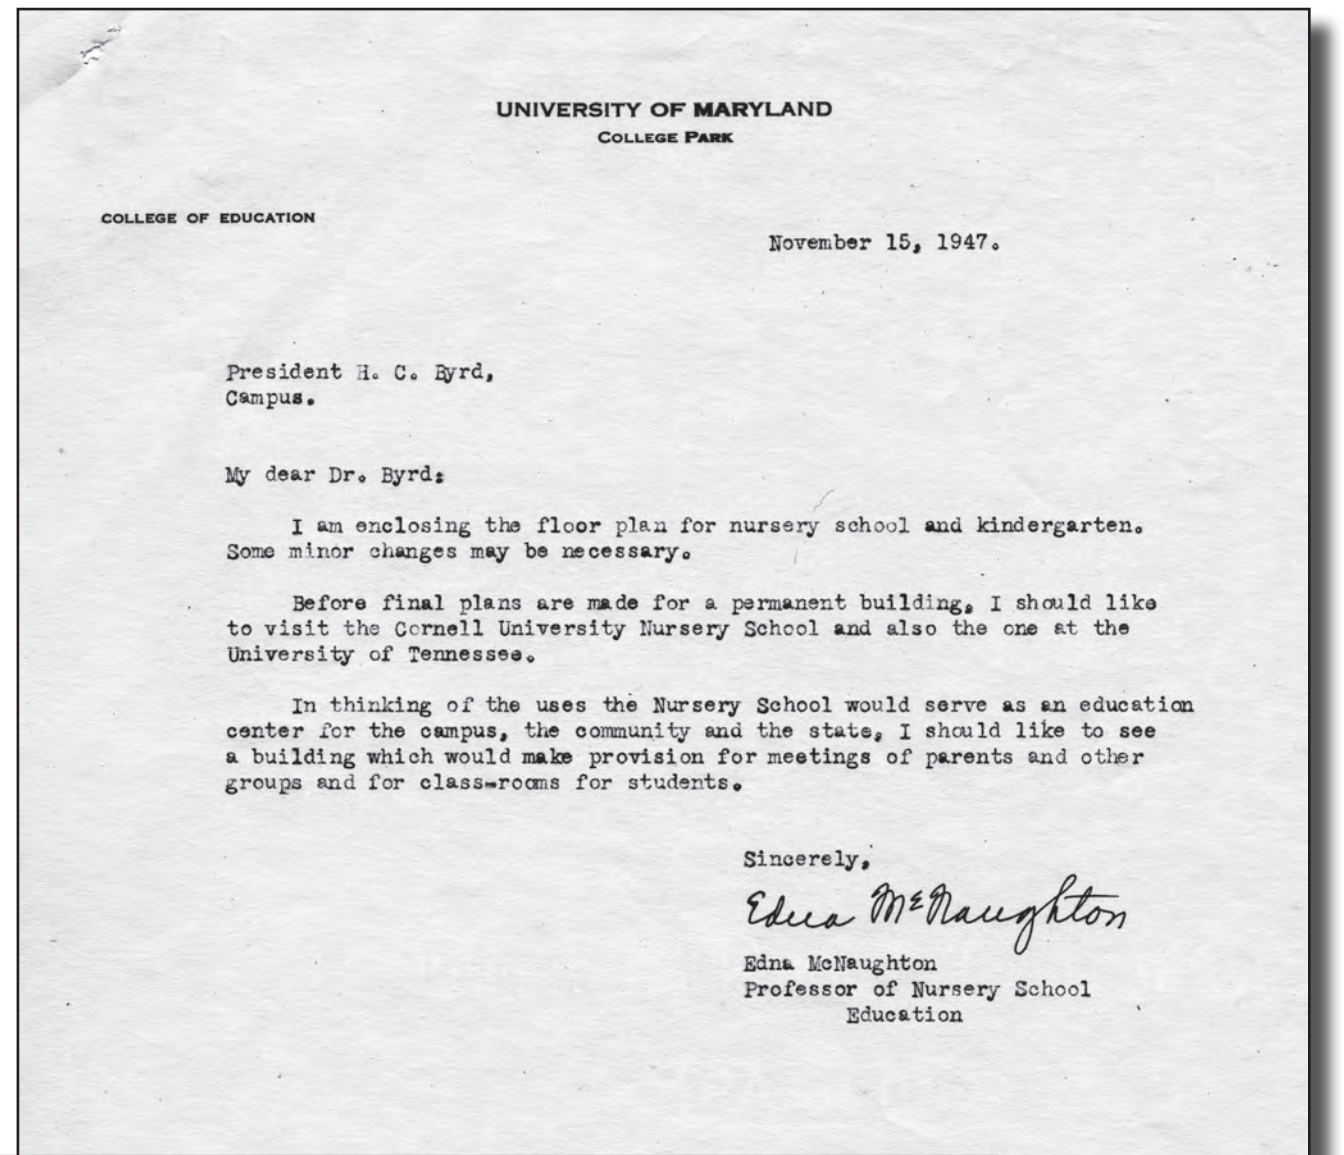 UNIVERSITY OF MARYLAND
COLLEGE PARK
COLLEGE OF EDUCATION
November 15, 1947.
President H. C. Byrd,
Campus.
My dear Dr. Byrd:
I am enclosing the floor plan for nursery school and kindergarten.
Some minor changes may be necessary.
Before final plans are made for a permanent building, I should like
to visit the Cornell University Nursery School and also the one at the
University of Tennessee.
In thinking of the uses the Nursery School would serve as an education
center for the campus, the community and the state, I should like to see
a building which would make provision for meetings of parents and other
groups and for class-rooms for students.
Sincerely,
Edna McNaughton
Edna McNaughton
Professor of Nursery School
Education